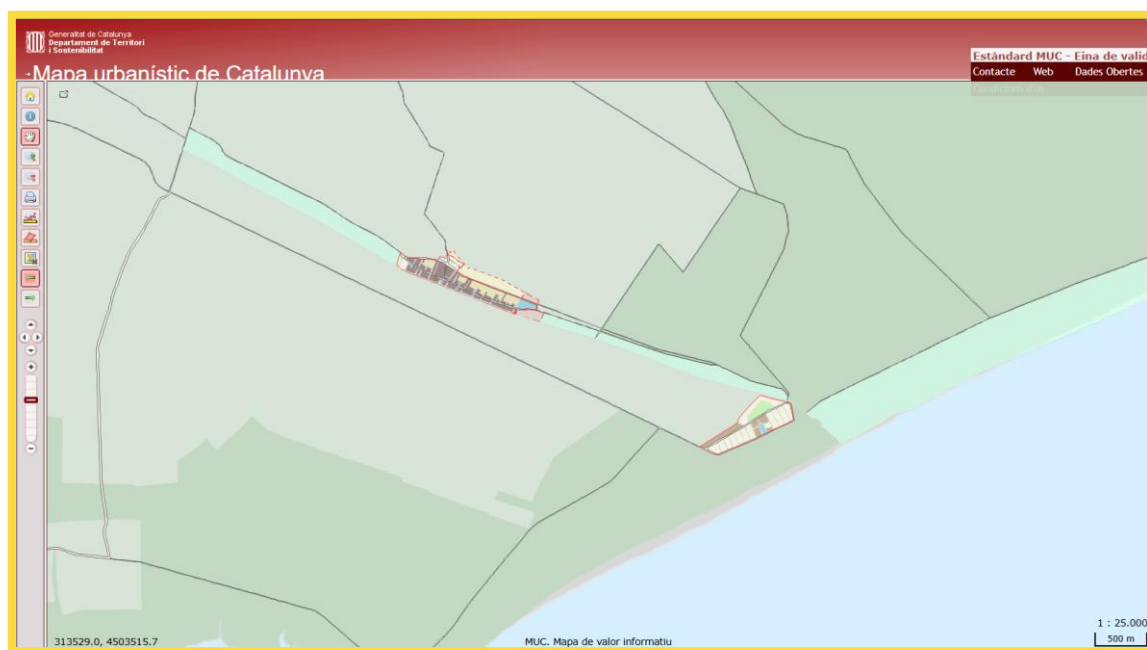 Generalitat de Catalunya
Departament de Territori
i Sostenibilitat
-Mapa urbanístic de Catalunya
Estàndard MUC - Eina de valid
Contacte Web Dades Obertes
313529.0, 4503515.7
MUC. Mapa de valor informatiu
1 : 25.000
500 m